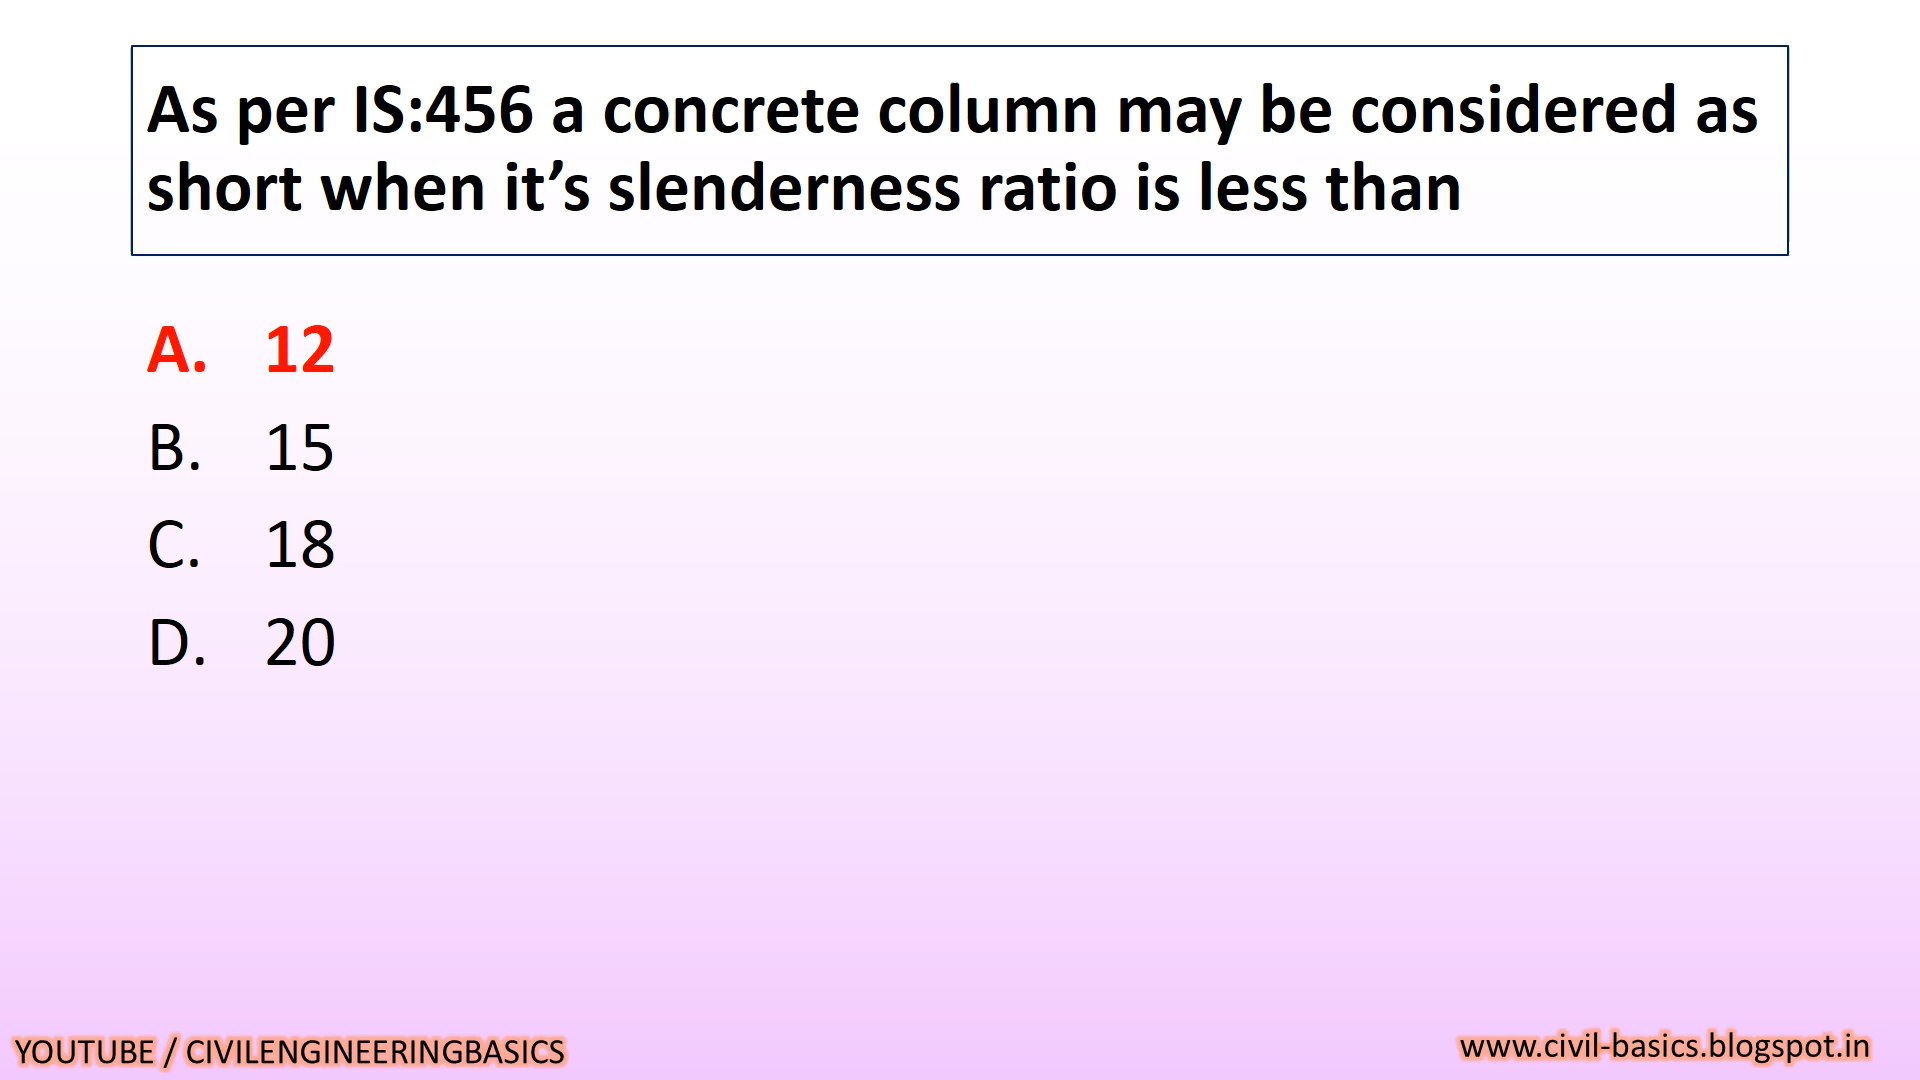 As per IS:456 a concrete column may be considered as
short when it’s slenderness ratio is less than
A. 12
B. 15
C. 18
D. 20
YOUTUBE / CIVILENGINEERINGBASICS
www.civil-basics.blogspot.in